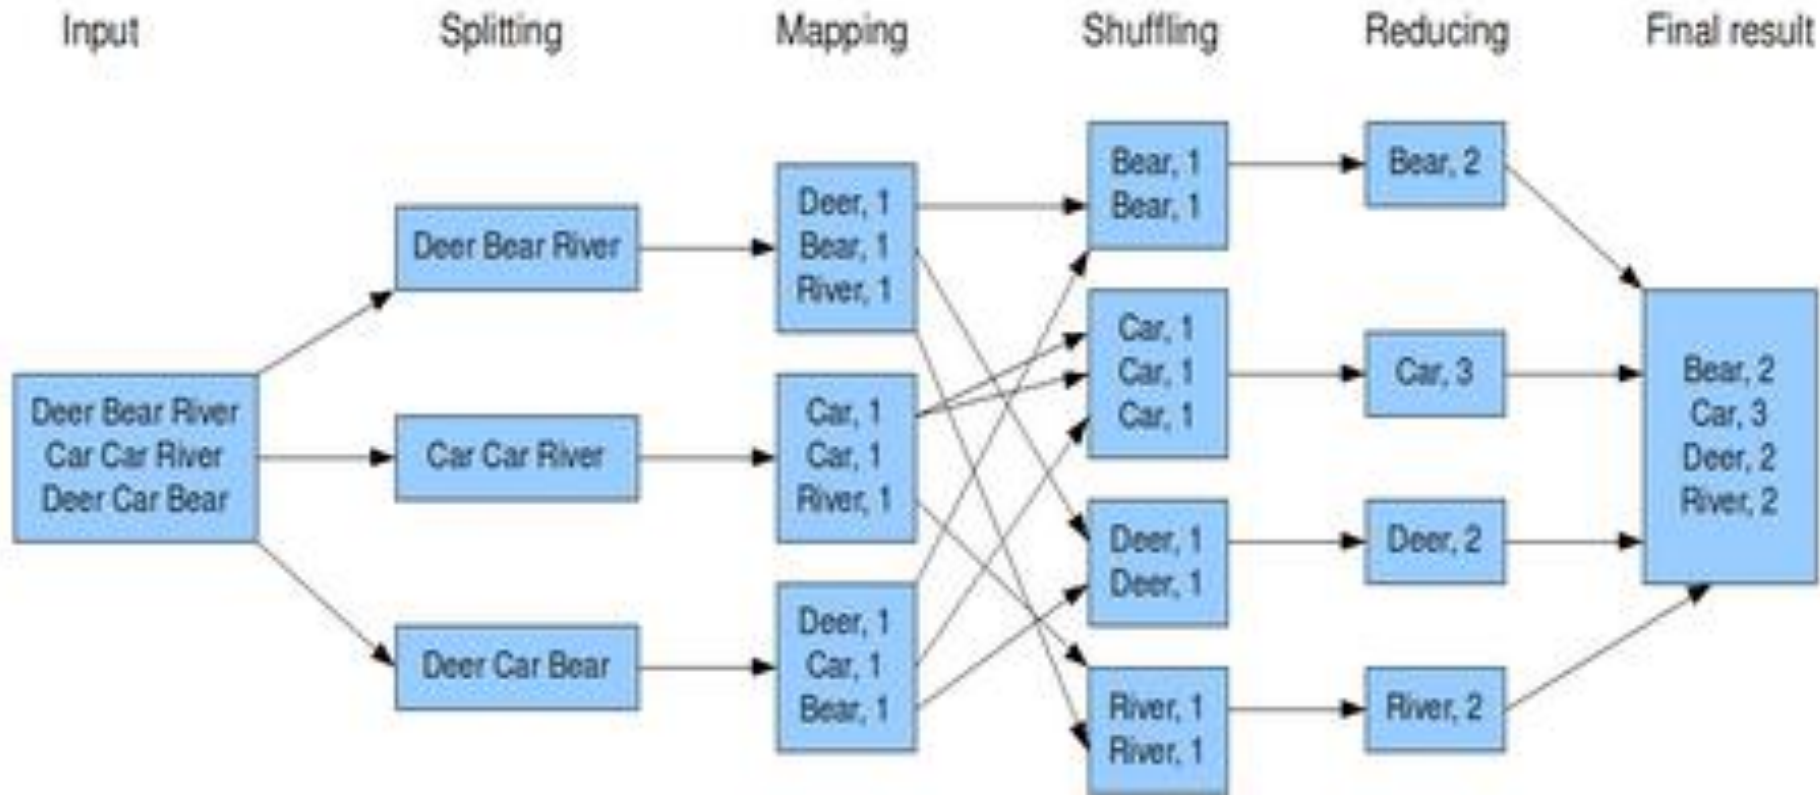 Input Splitting Mapping Shuffling Reducing Final result
Deer Bear River
Car Car River
Deer Car Bear
Deer Bear River
Car Car River
Deer Car Bear
Deer, 1
Bear, 1
River, 1
Car, 1
Car, 1
River, 1
Deer, 1
Car, 1
Bear, 1
Bear, 1
Bear, 1
Car, 1
Car, 1
Car, 1
Deer, 1
Deer, 1
River, 1
River, 1
Bear, 2
Car, 3
Deer, 2
River, 2
Bear, 2
Car, 3
Deer, 2
River, 2